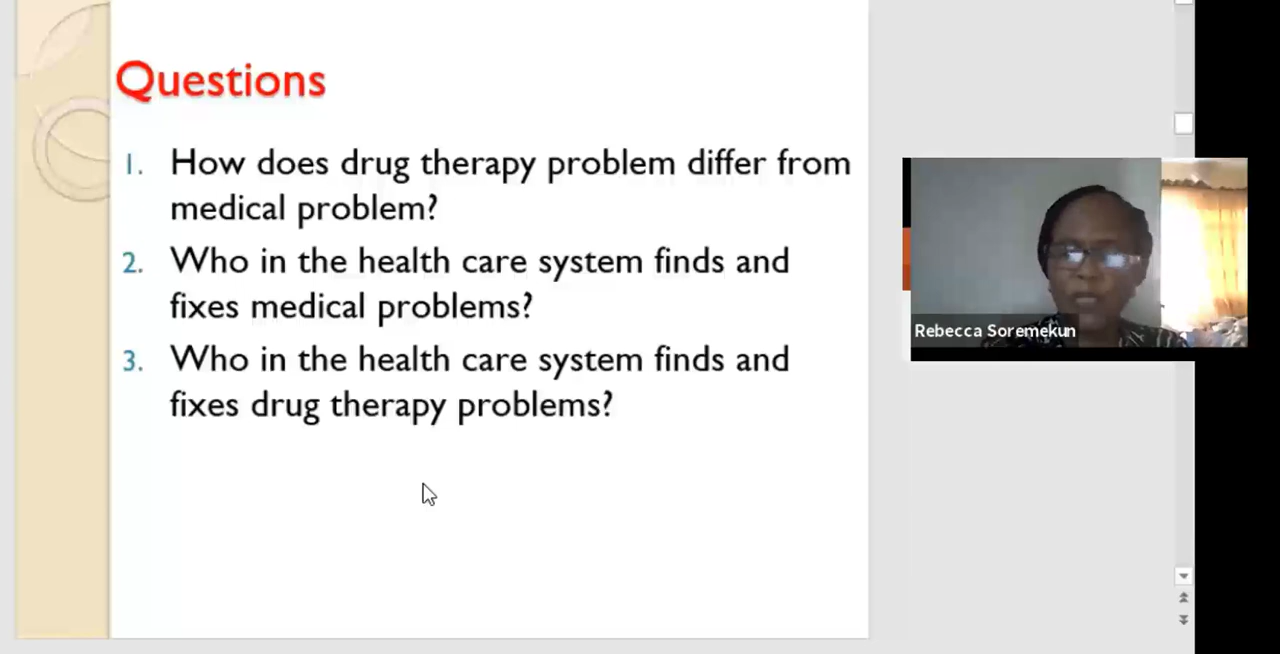 Questions
1. How does drug therapy problem differ from
medical problem?
2. Who in the health care system finds and
fixes medical problems?
3. Who in the health care system finds and
fixes drug therapy problems?
Rebecca Soremekun